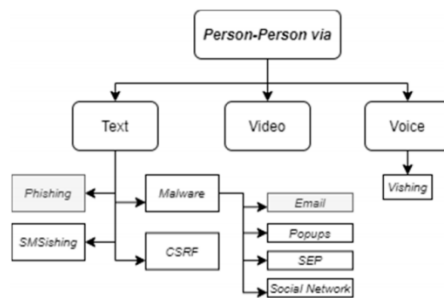 Person-Person via
Text
Video
Voice
Phishing
Malware
Vishing
Email
SMSishing
CSRF
Popups
SEP
Social Network